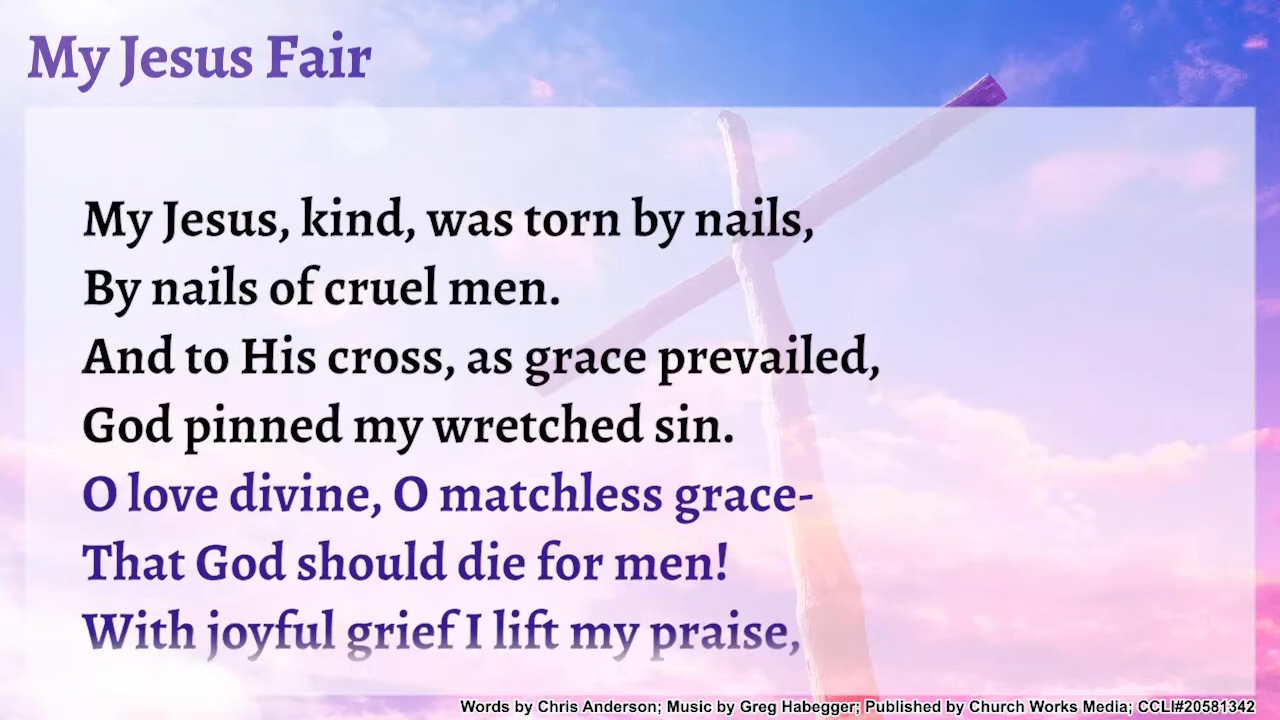 My Jesus Fair
My Jesus, kind, was torn by nails,
By nails of cruel men.
And to His cross, as grace prevailed,
God pinned my wretched sin.
O love divine, O matchless grace-
That God should die for men!
With joyful grief I lift my praise,
Words by Chris Anderson; Music by Greg Habegger; Published by Church Works Media; CCLI#20581342